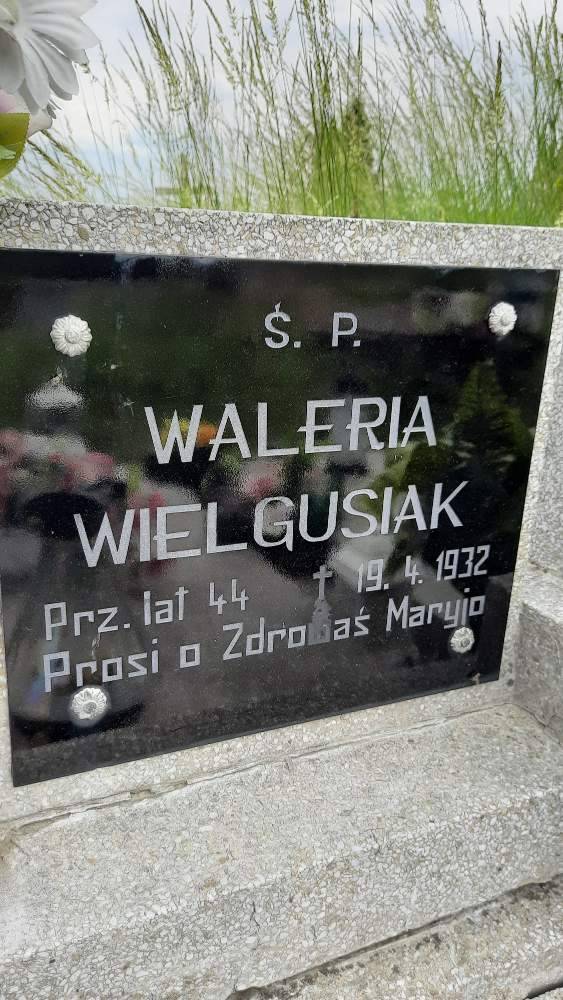 Ś. P.
WALERIA
WIELGUSIAK
Prz. lat 44 † 19. 4. 1932
Prosi o Zdrowaś Maryjo